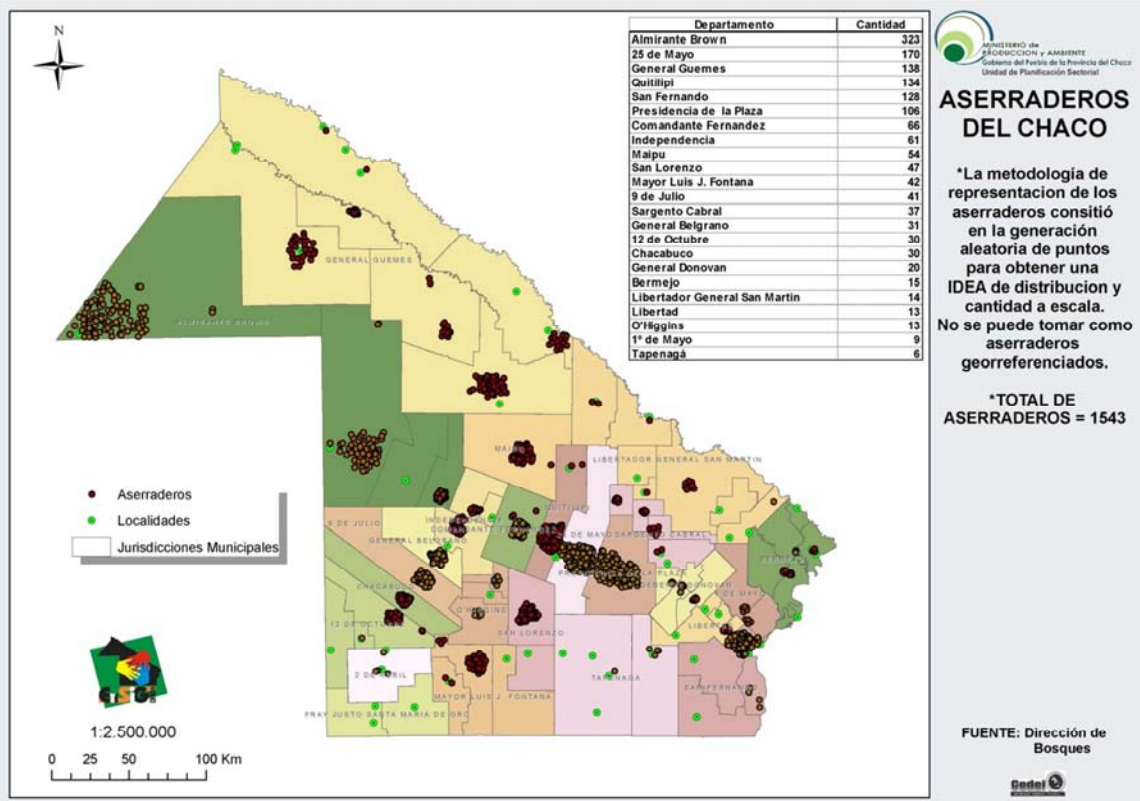 N
Departamento Cantidad
Almirante Brown 323
25 de Mayo 170
General Guemes 138
Quitilipi 134
San Fernando 128
Presidencia de la Plaza 106
Comandante Fernandez 66
Independencia 61
Maipu 54
San Lorenzo 47
Mayor Luis J. Fontana 42
9 de Julio 41
Sargento Cabral 37
General Belgrano 31
12 de Octubre 30
Chacabuco 30
General Donovan 20
Bermejo 15
Libertador General San Martin 14
Libertad 13
O'Higgins 13
1º de Mayo 9
Tapenagá 6
MINISTERIO de
PRODUCCION y AMBIENTE
Gobierno del Pueblo de la Provincia del Chaco
Unidad de Planificación Sectorial
ASERRADEROS
DEL CHACO
*La metodología de
representacion de los
aserraderos consitió
en la generación
aleatoria de puntos
para obtener una
IDEA de distribucion y
cantidad a escala.
No se puede tomar como
aserraderos
georreferenciados.
*TOTAL DE
ASERRADEROS = 1543
GENERAL GUEMES
ALMIRANTE BROWN
LIBERTADOR GENERAL SAN MARTIN
9 DE JULIO
COMANDANTE
GENERAL BELGRANO
SARGENTO CABRAL
CHACABUCO
O'HIGGINS
SAN LORENZO
2 DE ABRIL
MAYOR LUIS J. FONTANA
FRAY JUSTO SANTA MARIA DE ORO
Aserraderos
Localidades
Jurisdicciones Municipales
1:2.500.000
0 25 50 100 Km
FUENTE: Dirección de
Bosques